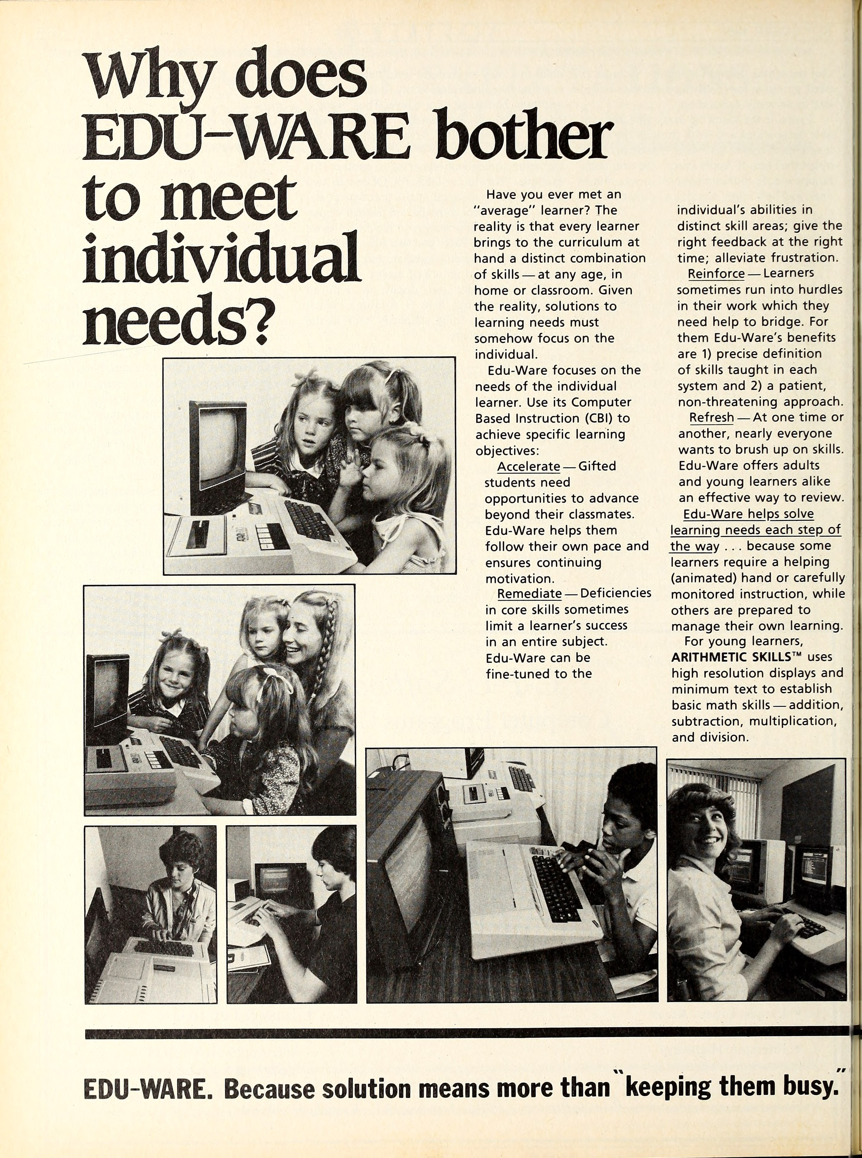 Why does
EDU-WARE bother
to meet
individual
needs?
Have you ever met an
"average" learner? The
reality is that every learner
brings to the curriculum at
hand a distinct combination
of skills — at any age, in
home or classroom. Given
the reality, solutions to
learning needs must
somehow focus on the
individual.
Edu-Ware focuses on the
needs of the individual
learner. Use its Computer
Based Instruction (CBI) to
achieve specific learning
objectives:
Accelerate — Gifted
students need
opportunities to advance
beyond their classmates.
Edu-Ware helps them
follow their own pace and
ensures continuing
motivation.
Remediate — Deficiencies
in core skills sometimes
limit a learner's success
in an entire subject.
Edu-Ware can be
fine-tuned to the
individual's abilities in
distinct skill areas; give the
right feedback at the right
time; alleviate frustration.
Reinforce — Learners
sometimes run into hurdles
in their work which they
need help to bridge. For
them Edu-Ware's benefits
are 1) precise definition
of skills taught in each
system and 2) a patient,
non-threatening approach.
Refresh — At one time or
another, nearly everyone
wants to brush up on skills.
Edu-Ware offers adults
and young learners alike
an effective way to review.
Edu-Ware helps solve
learning needs each step of
the way . . . because some
learners require a helping
(animated) hand or carefully
monitored instruction, while
others are prepared to
manage their own learning.
For young learners,
ARITHMETIC SKILLS™ uses
high resolution displays and
minimum text to establish
basic math skills — addition,
subtraction, multiplication,
and division.
EDU-WARE. Because solution means more than "keeping them busy."